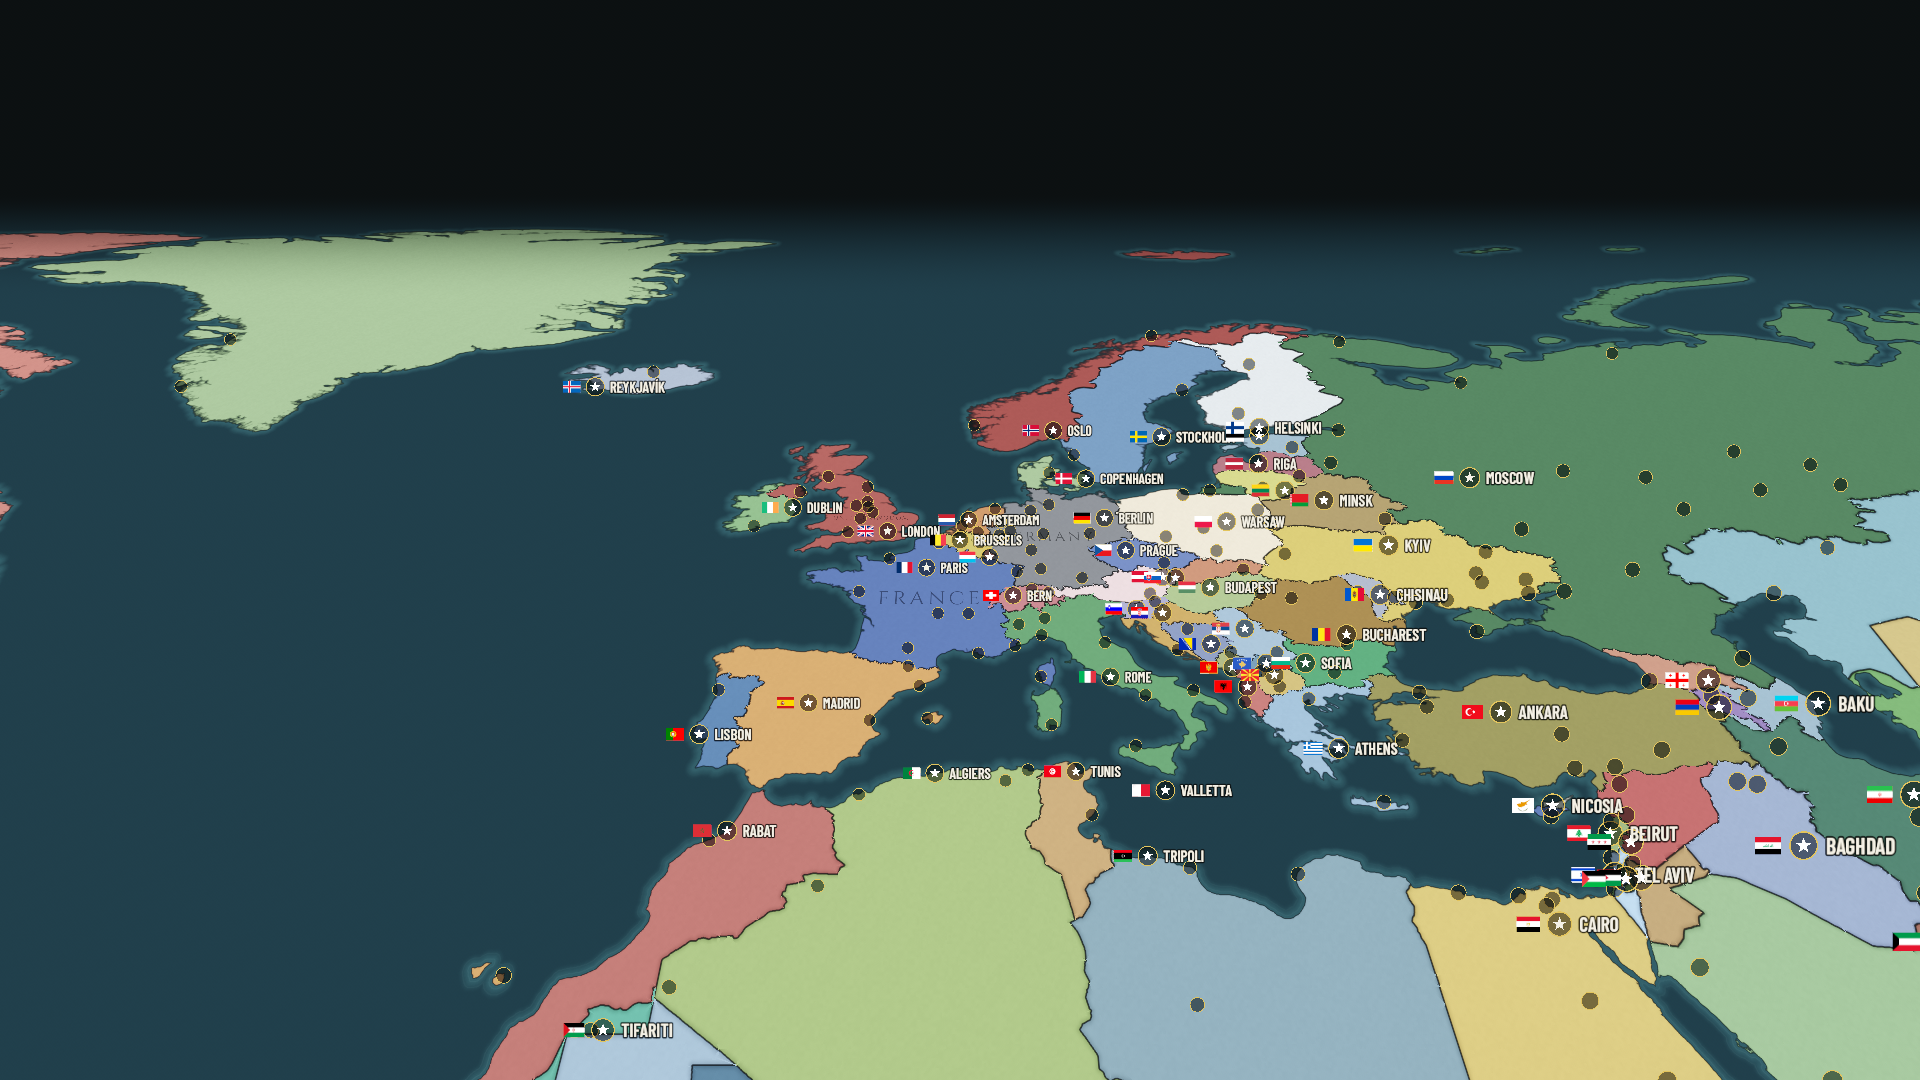 REYKJAVÍK
OSLO
STOCKHOL
HELSINKI
RIGA
MOSCOW
COPENHAGEN
MINSK
DUBLIN
AMSTERDAM
BERLIN
WARSAW
LONDON
BRUSSELS
PRAGUE
KYIV
PARIS
FRANCE
BERN
BUDAPEST
CHISINAU
BUCHAREST
SOFIA
ROME
MADRID
LISBON
ANKARA
BAKU
ATHENS
ALGIERS
TUNIS
VALLETTA
NICOSIA
RABAT
BEIRUT
BAGHDAD
TRIPOLI
TEL AVIV
CAIRO
TIFARITI